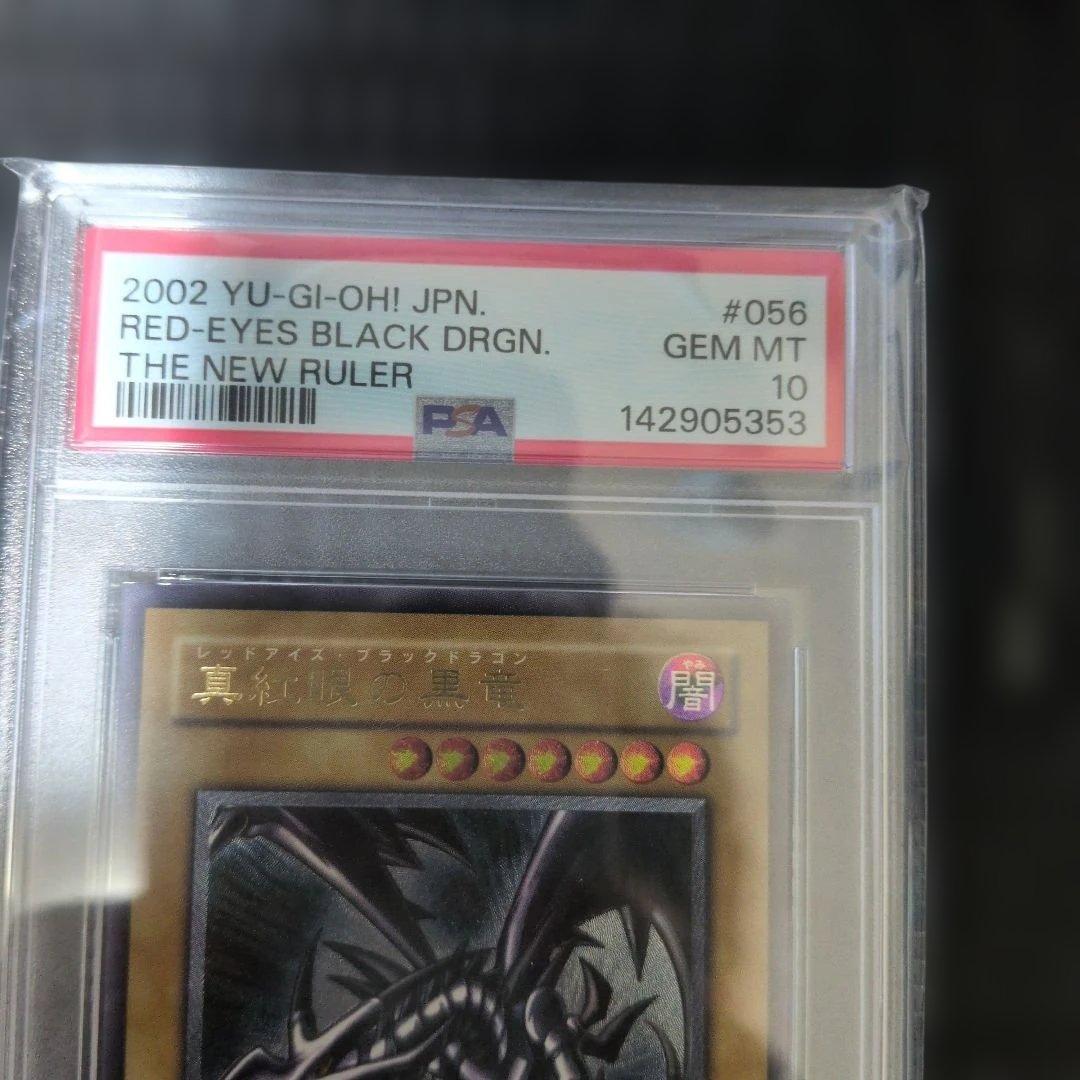 2002 YU-GI-OH! JPN.
RED-EYES BLACK DRGN.
THE NEW RULER
#056
GEM MT
10
142905353
PSA
レッドアイズ・ブラックドラゴン
真紅眼の黒竜
やみ
闇